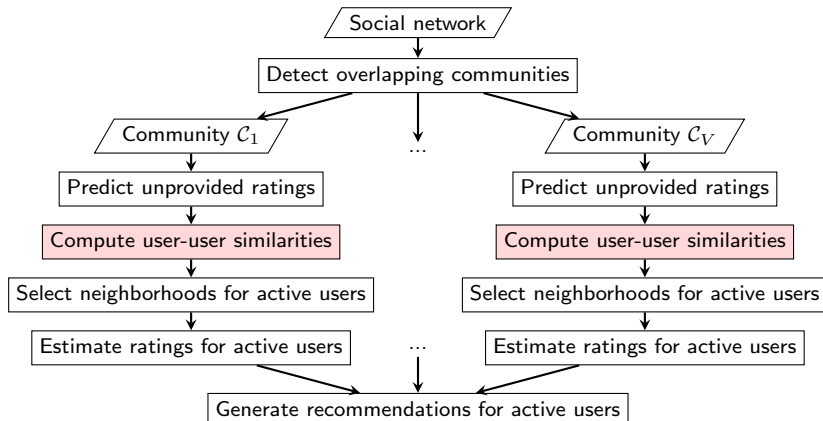 Social network
Detect overlapping communities
Community C₁
...
Community C_V
Predict unprovided ratings
Predict unprovided ratings
Compute user-user similarities
Compute user-user similarities
Select neighborhoods for active users
Select neighborhoods for active users
Estimate ratings for active users
...
Estimate ratings for active users
Generate recommendations for active users